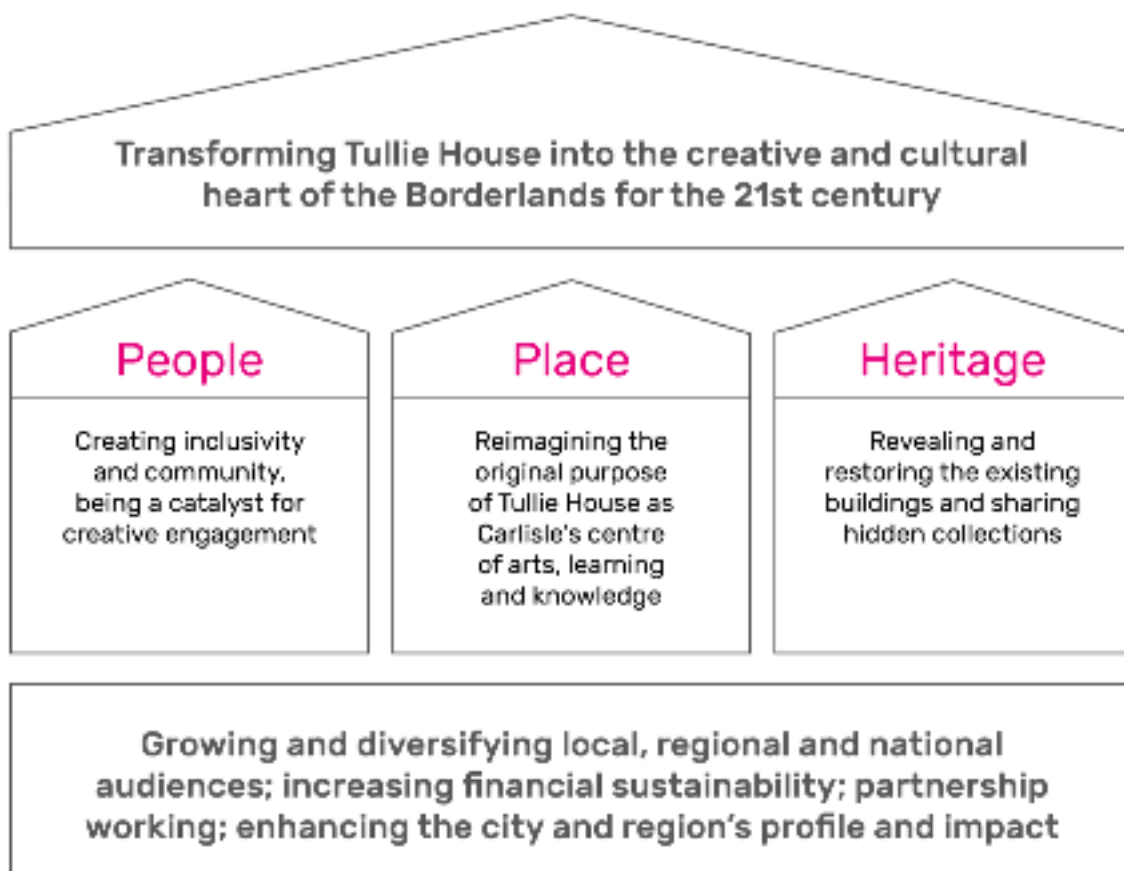 Transforming Tullie House into the creative and cultural
heart of the Borderlands for the 21st century
People
Creating inclusivity
and community,
being a catalyst for
creative engagement
Place
Reimagining the
original purpose
of Tullie House as
Carlisle's centre
of arts, learning
and knowledge
Heritage
Revealing and
restoring the existing
buildings and sharing
hidden collections
Growing and diversifying local, regional and national
audiences; increasing financial sustainability; partnership
working; enhancing the city and region's profile and impact